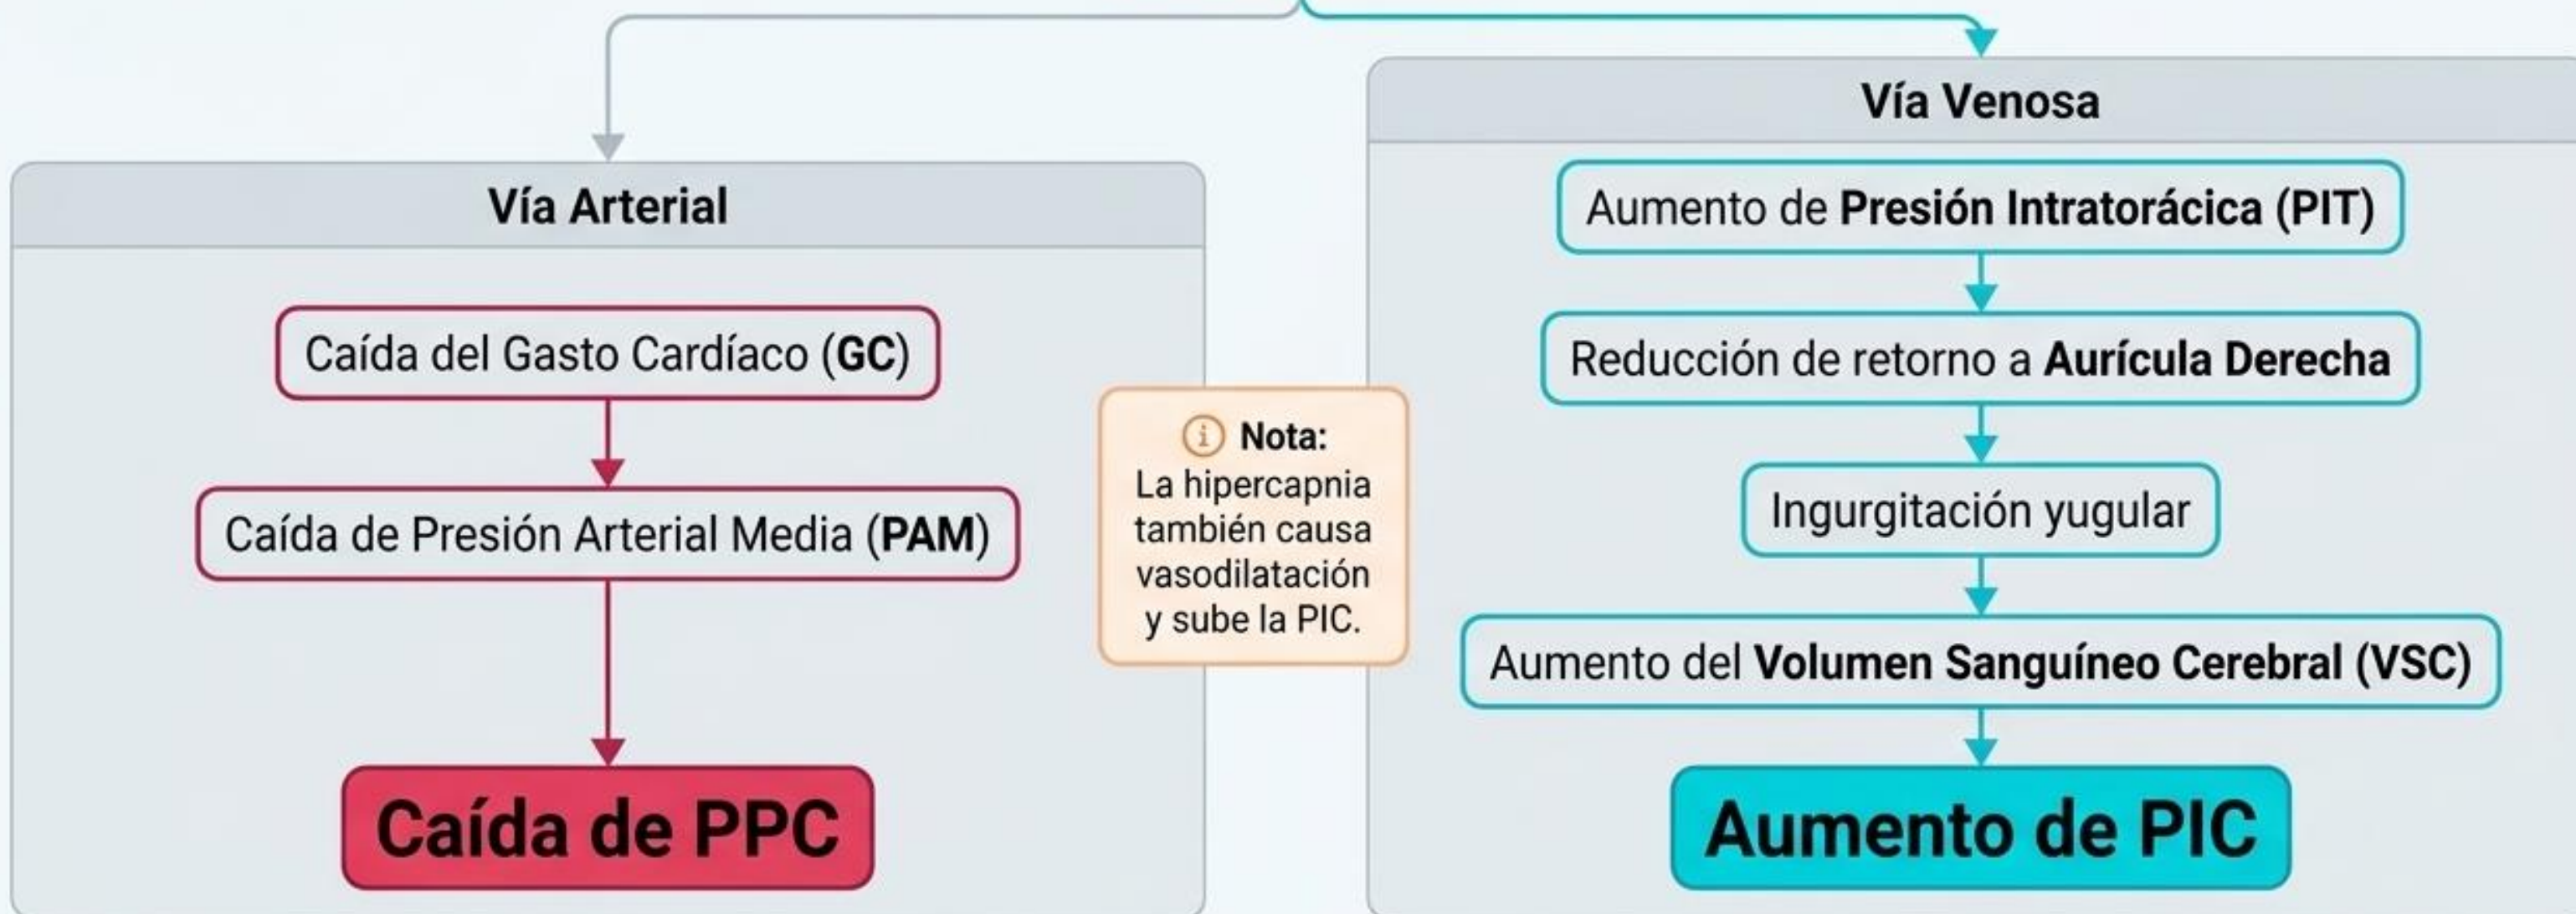 Vía Arterial
Caída del Gasto Cardíaco (GC)
Caída de Presión Arterial Media (PAM)
Caída de PPC
Nota:
La hipercapnia
también causa
vasodilatación
y sube la PIC.
Vía Venosa
Aumento de Presión Intratorácica (PIT)
Reducción de retorno a Aurícula Derecha
Ingurgitación yugular
Aumento del Volumen Sanguíneo Cerebral (VSC)
Aumento de PIC